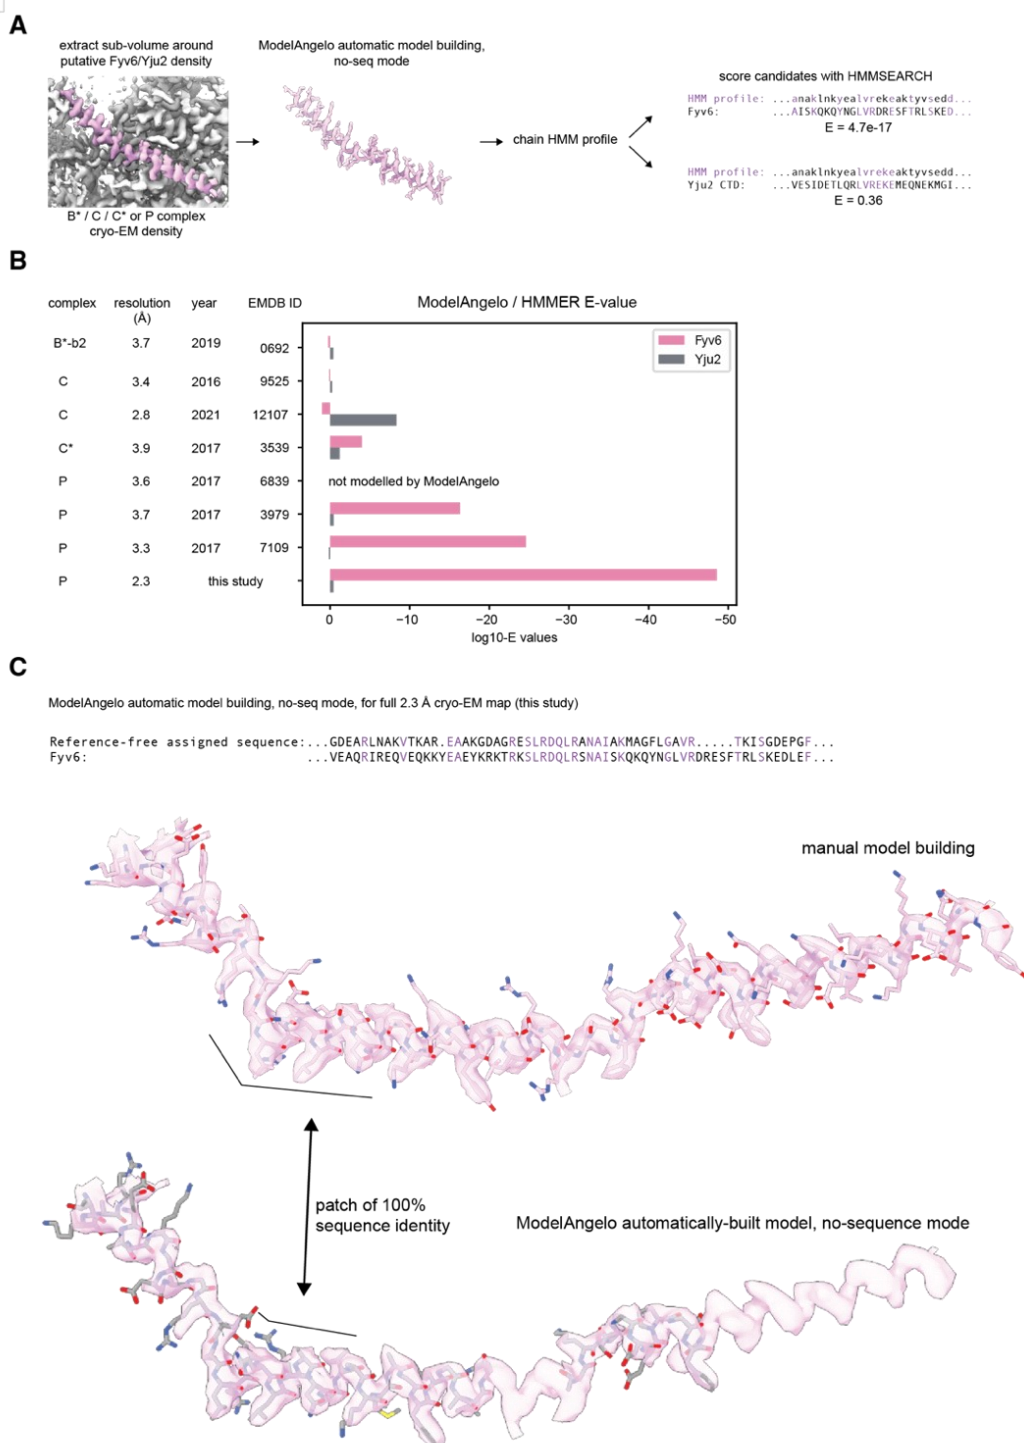 A
extract sub-volume around
putative Fyv6/Yju2 density
B* / C / C* or P complex
cryo-EM density
ModelAngelo automatic model building,
no-seq mode
chain HMM profile
score candidates with HMMSEARCH
HMM profile: ...anaklnkyealvrekeaktyvsedd...
Fyv6: ...AISKQKQYNGLVRDRESFTRLSKED...
E = 4.7e-17
HMM profile: ...anaklnkyealvrekeaktyvsedd...
Yju2 CTD: ...VESIDETLQRLVREKEMEQNEKMGI...
E = 0.36
B
complex resolution (Å) year EMDB ID
ModelAngelo / HMMER E-value
Fyv6
Yju2
B*-b2 3.7 2019 0692
C 3.4 2016 9525
C 2.8 2021 12107
C* 3.9 2017 3539
P 3.6 2017 6839 not modelled by ModelAngelo
P 3.7 2017 3979
P 3.3 2017 7109
P 2.3 this study
0 −10 −20 −30 −40 −50
log10-E values
C
ModelAngelo automatic model building, no-seq mode, for full 2.3 Å cryo-EM map (this study)
Reference-free assigned sequence:...GDEARLNAKVTKAR.EAAKGDAGRESLRDQLRANAIAKMAGFLGAVR.....TKISGDEPGF...
Fyv6: ...VEAQRIREQVEQKKYEAEYKRKTRKSLRDQLRSNAISKQKQYNGLVRDRESFTRLSKEDLEF...
manual model building
patch of 100%
sequence identity
ModelAngelo automatically-built model, no-sequence mode